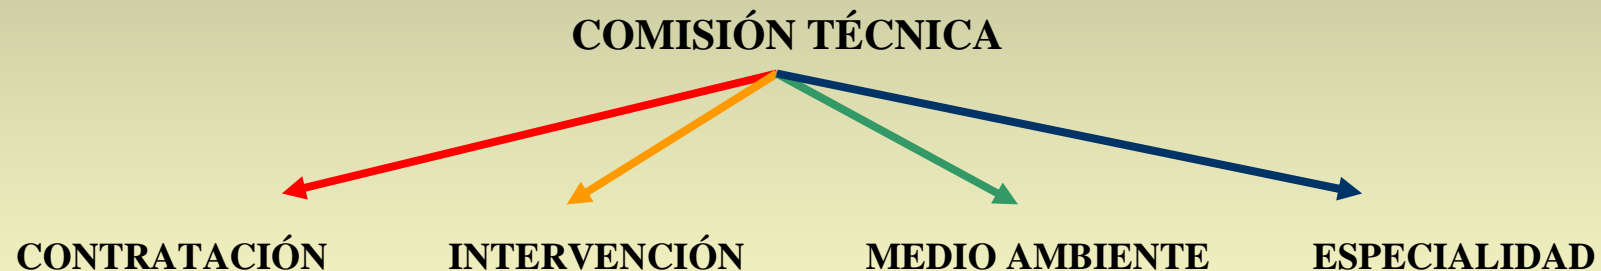 COMISIÓN TÉCNICA
CONTRATACIÓN INTERVENCIÓN MEDIO AMBIENTE ESPECIALIDAD